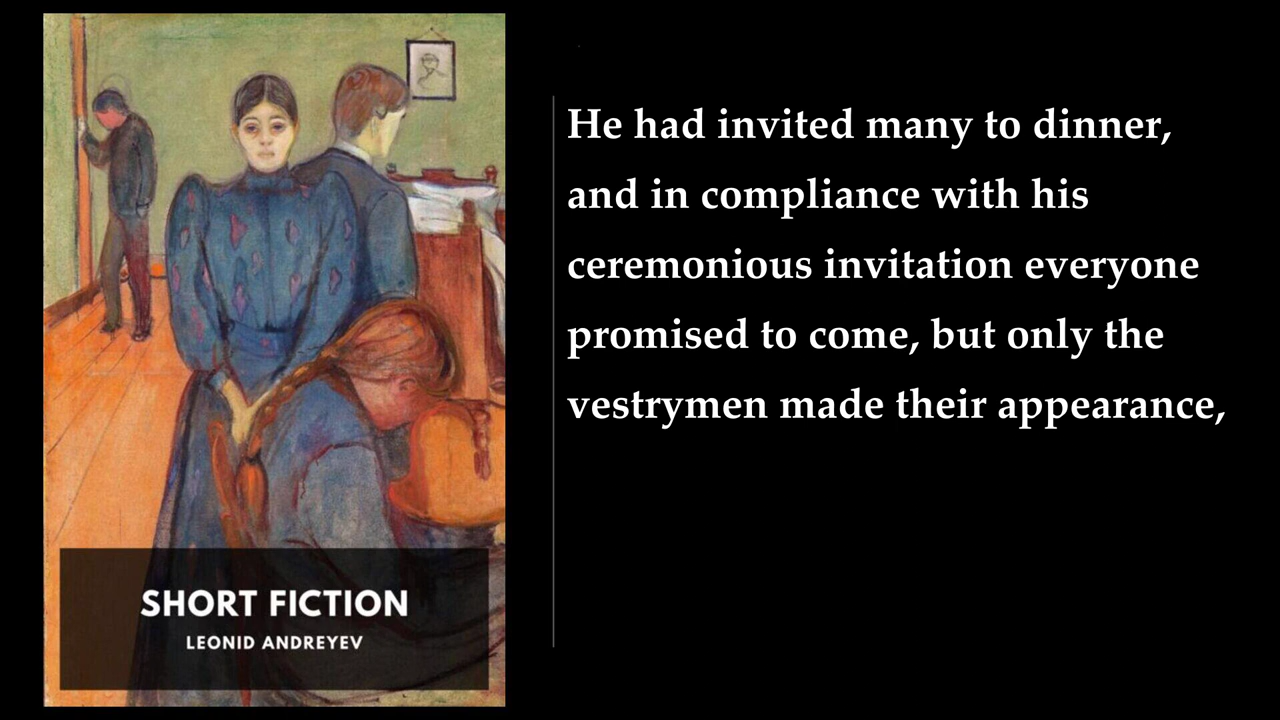 He had invited many to dinner,
and in compliance with his
ceremonious invitation everyone
promised to come, but only the
vestrymen made their appearance,
SHORT FICTION
LEONID ANDREYEV